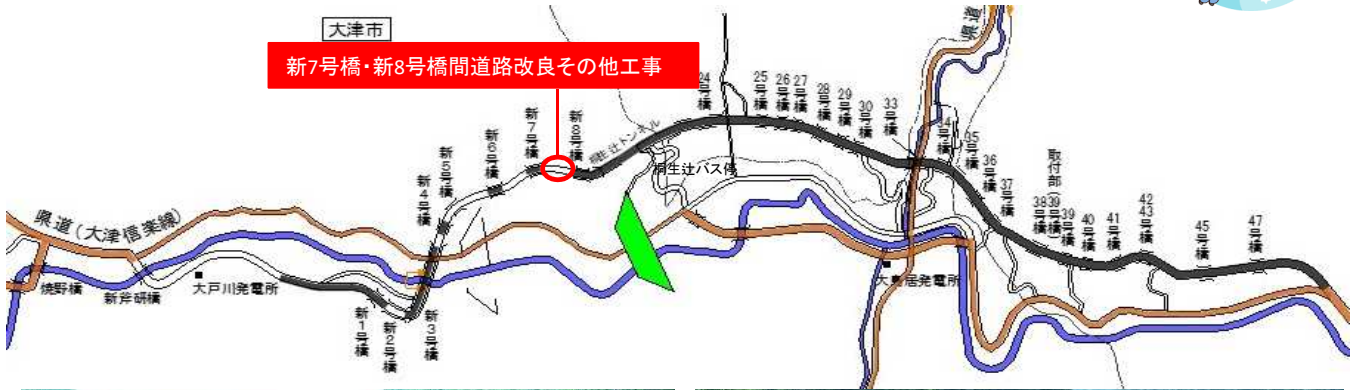 大津市
新7号橋・新8号橋間道路改良その他工事
県道
24号橋
25号橋
26号橋
27号橋
28号橋
29号橋
30号橋
33号橋
34号橋
35号橋
36号橋
37号橋
38号橋
取付部(39号橋)
39号橋
40号橋
41号橋
42
43号橋
45号橋
47号橋
新8号橋
新7号橋
新6号橋
新5号橋
新4号橋
桐生辻トンネル
桐生辻バス停
県道(大津信楽線)
焼野橋
新斧研橋
大戸川発電所
新1号橋
新2号橋
新3号橋
大鳥居発電所